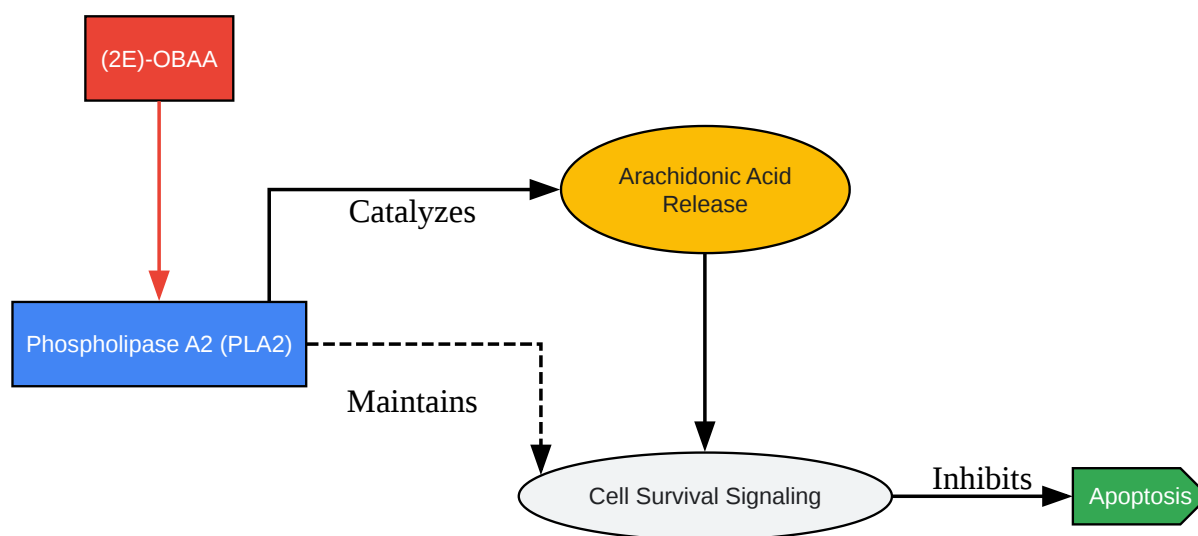 (2E)-OBAA
Arachidonic Acid
Release
Catalyzes
Phospholipase A2 (PLA2)
Maintains
Cell Survival Signaling
Inhibits
Apoptosis